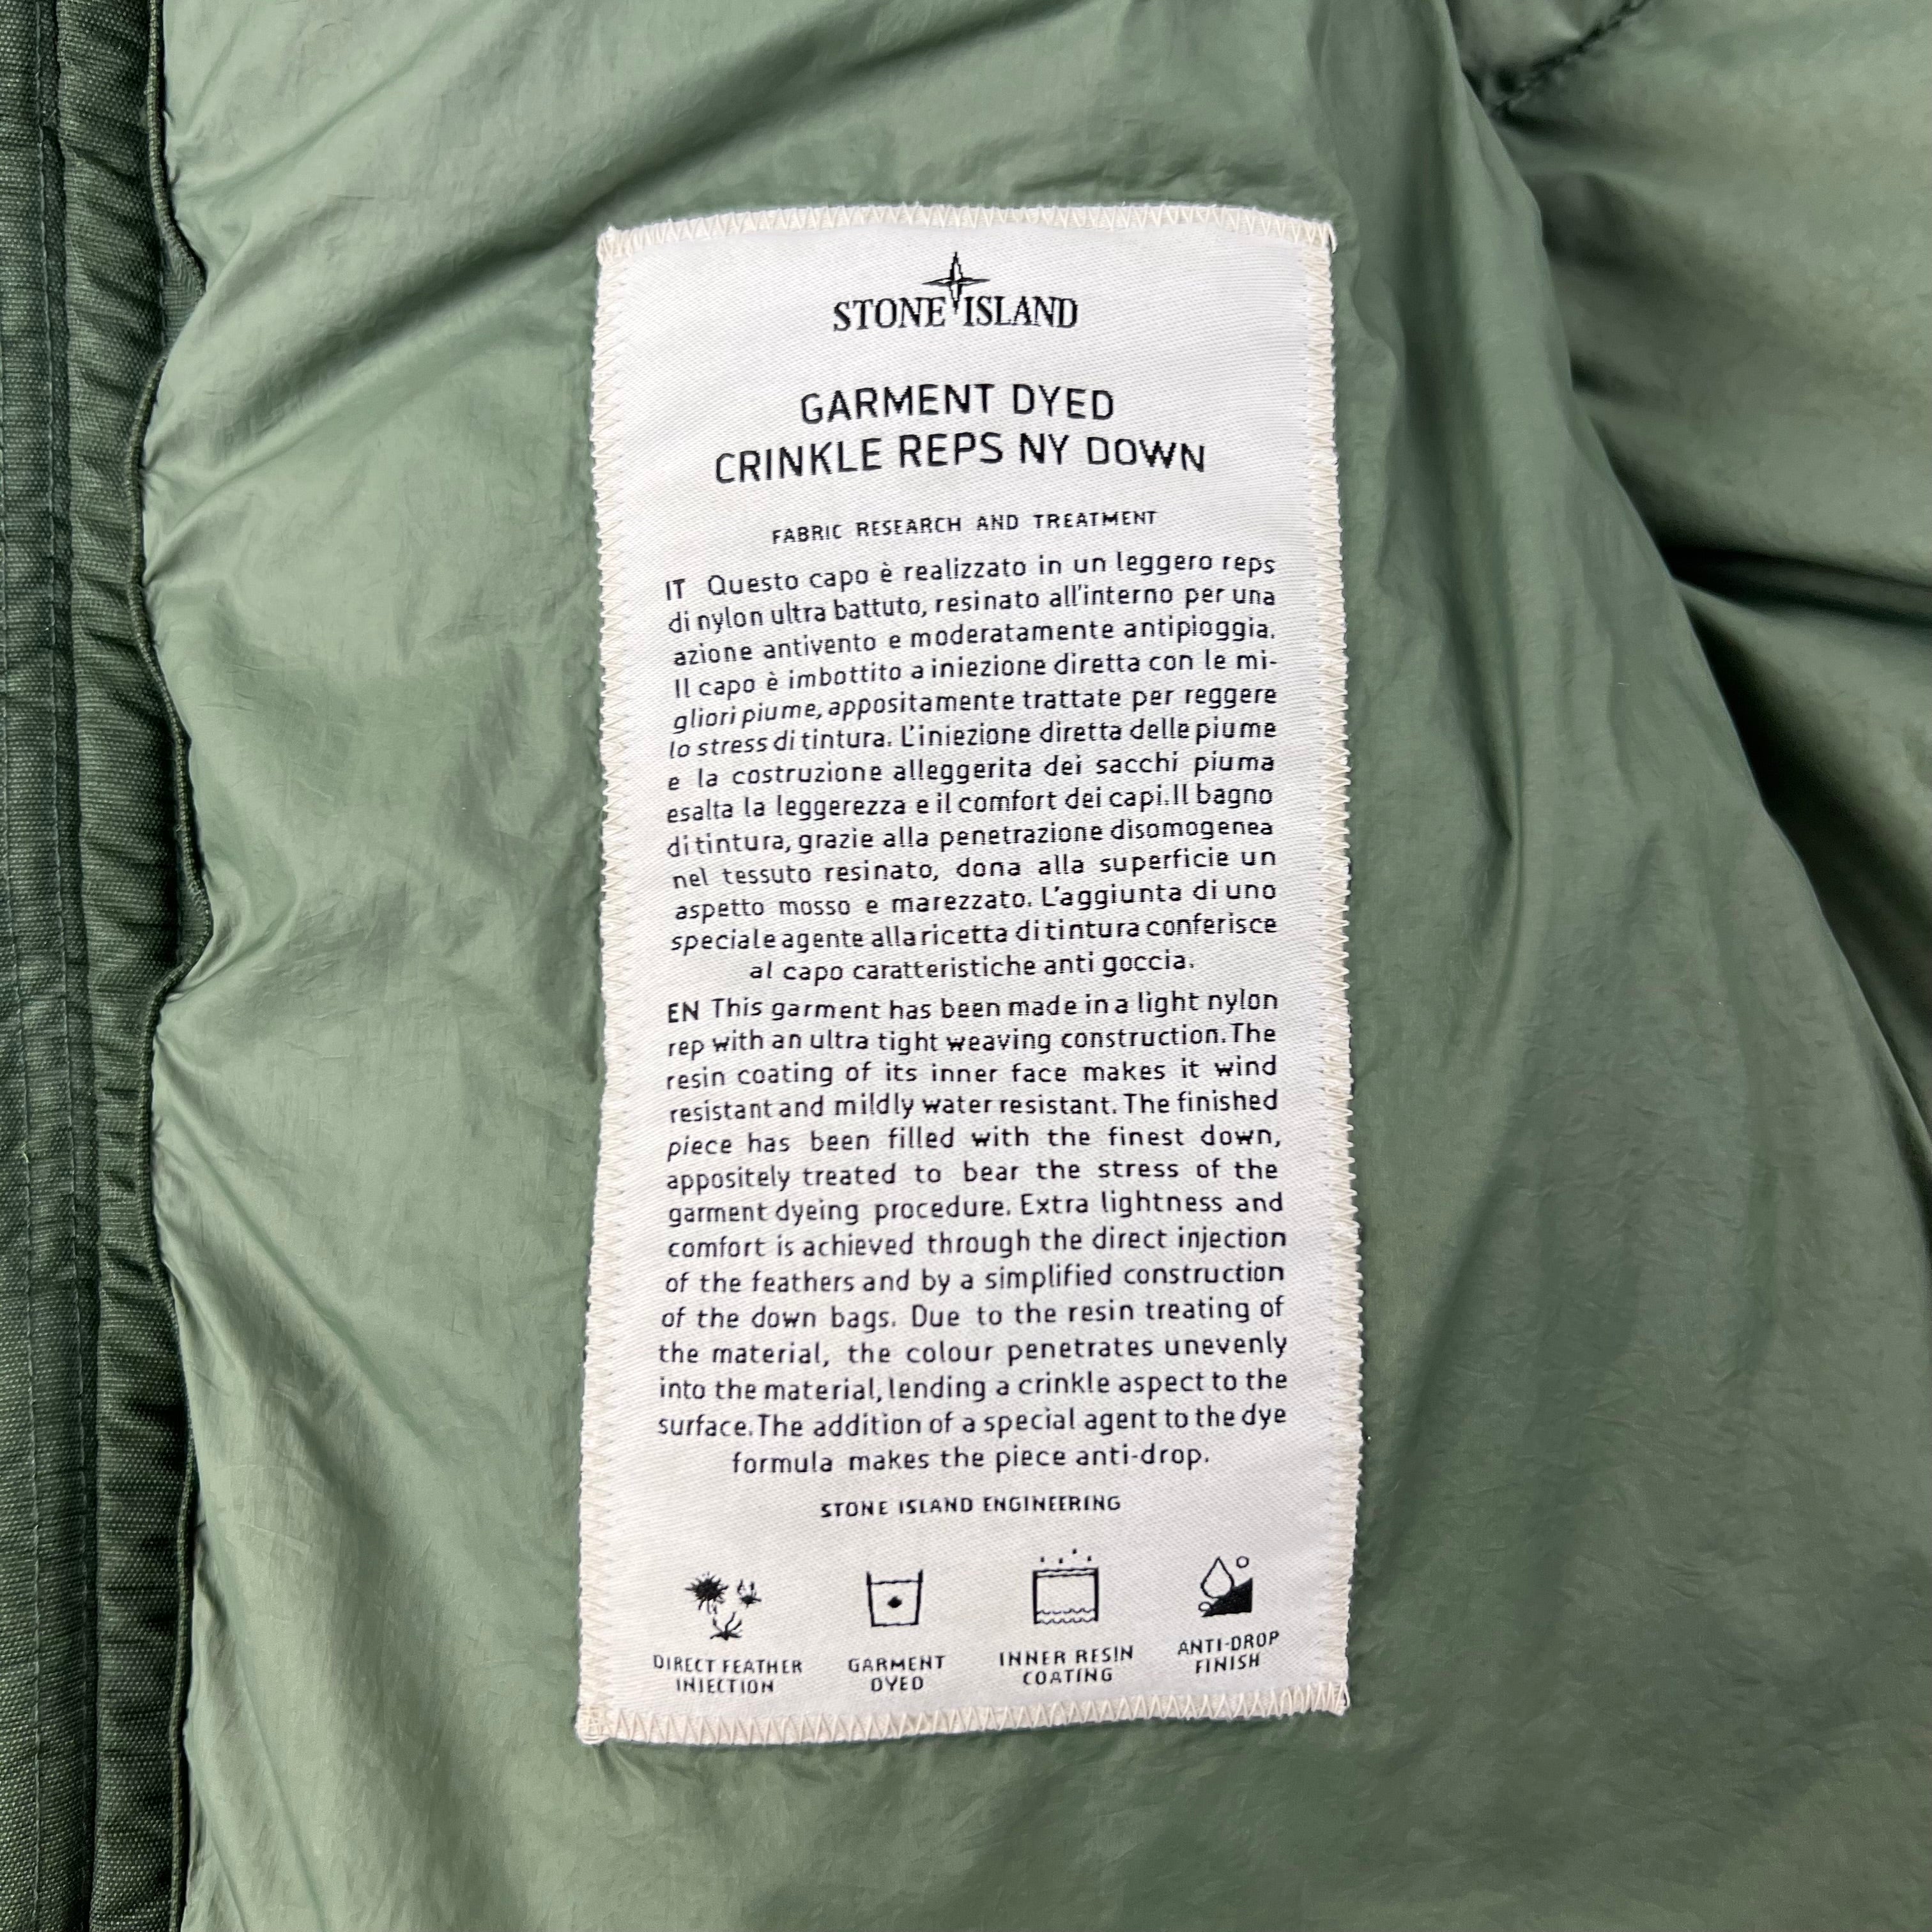 STONE ISLAND
GARMENT DYED
CRINKLE REPS NY DOWN
FABRIC RESEARCH AND TREATMENT
IT Questo capo è realizzato in un leggero reps
di nylon ultra battuto, resinato all'interno per una
azione antivento e moderatamente antipioggia.
Il capo è imbottito a iniezione diretta con le mi-
gliori piume, appositamente trattate per reggere
lo stress di tintura. L'iniezione diretta delle piume
e la costruzione alleggerita dei sacchi piuma
esalta la leggerezza e il comfort dei capi. Il bagno
di tintura, grazie alla penetrazione disomogenea
nel tessuto resinato, dona alla superficie un
aspetto mosso e marezzato. L'aggiunta di uno
speciale agente alla ricetta di tintura conferisce
al capo caratteristiche anti goccia.
EN This garment has been made in a light nylon
rep with an ultra tight weaving construction. The
resin coating of its inner face makes it wind
resistant and mildly water resistant. The finished
piece has been filled with the finest down,
appositely treated to bear the stress of the
garment dyeing procedure. Extra lightness and
comfort is achieved through the direct injection
of the feathers and by a simplified construction
of the down bags. Due to the resin treating of
the material, the colour penetrates unevenly
into the material, lending a crinkle aspect to the
surface. The addition of a special agent to the dye
formula makes the piece anti-drop.
STONE ISLAND ENGINEERING
DIRECT FEATHER
INJECTION
GARMENT
DYED
INNER RESIN
COATING
ANTI-DROP
FINISH